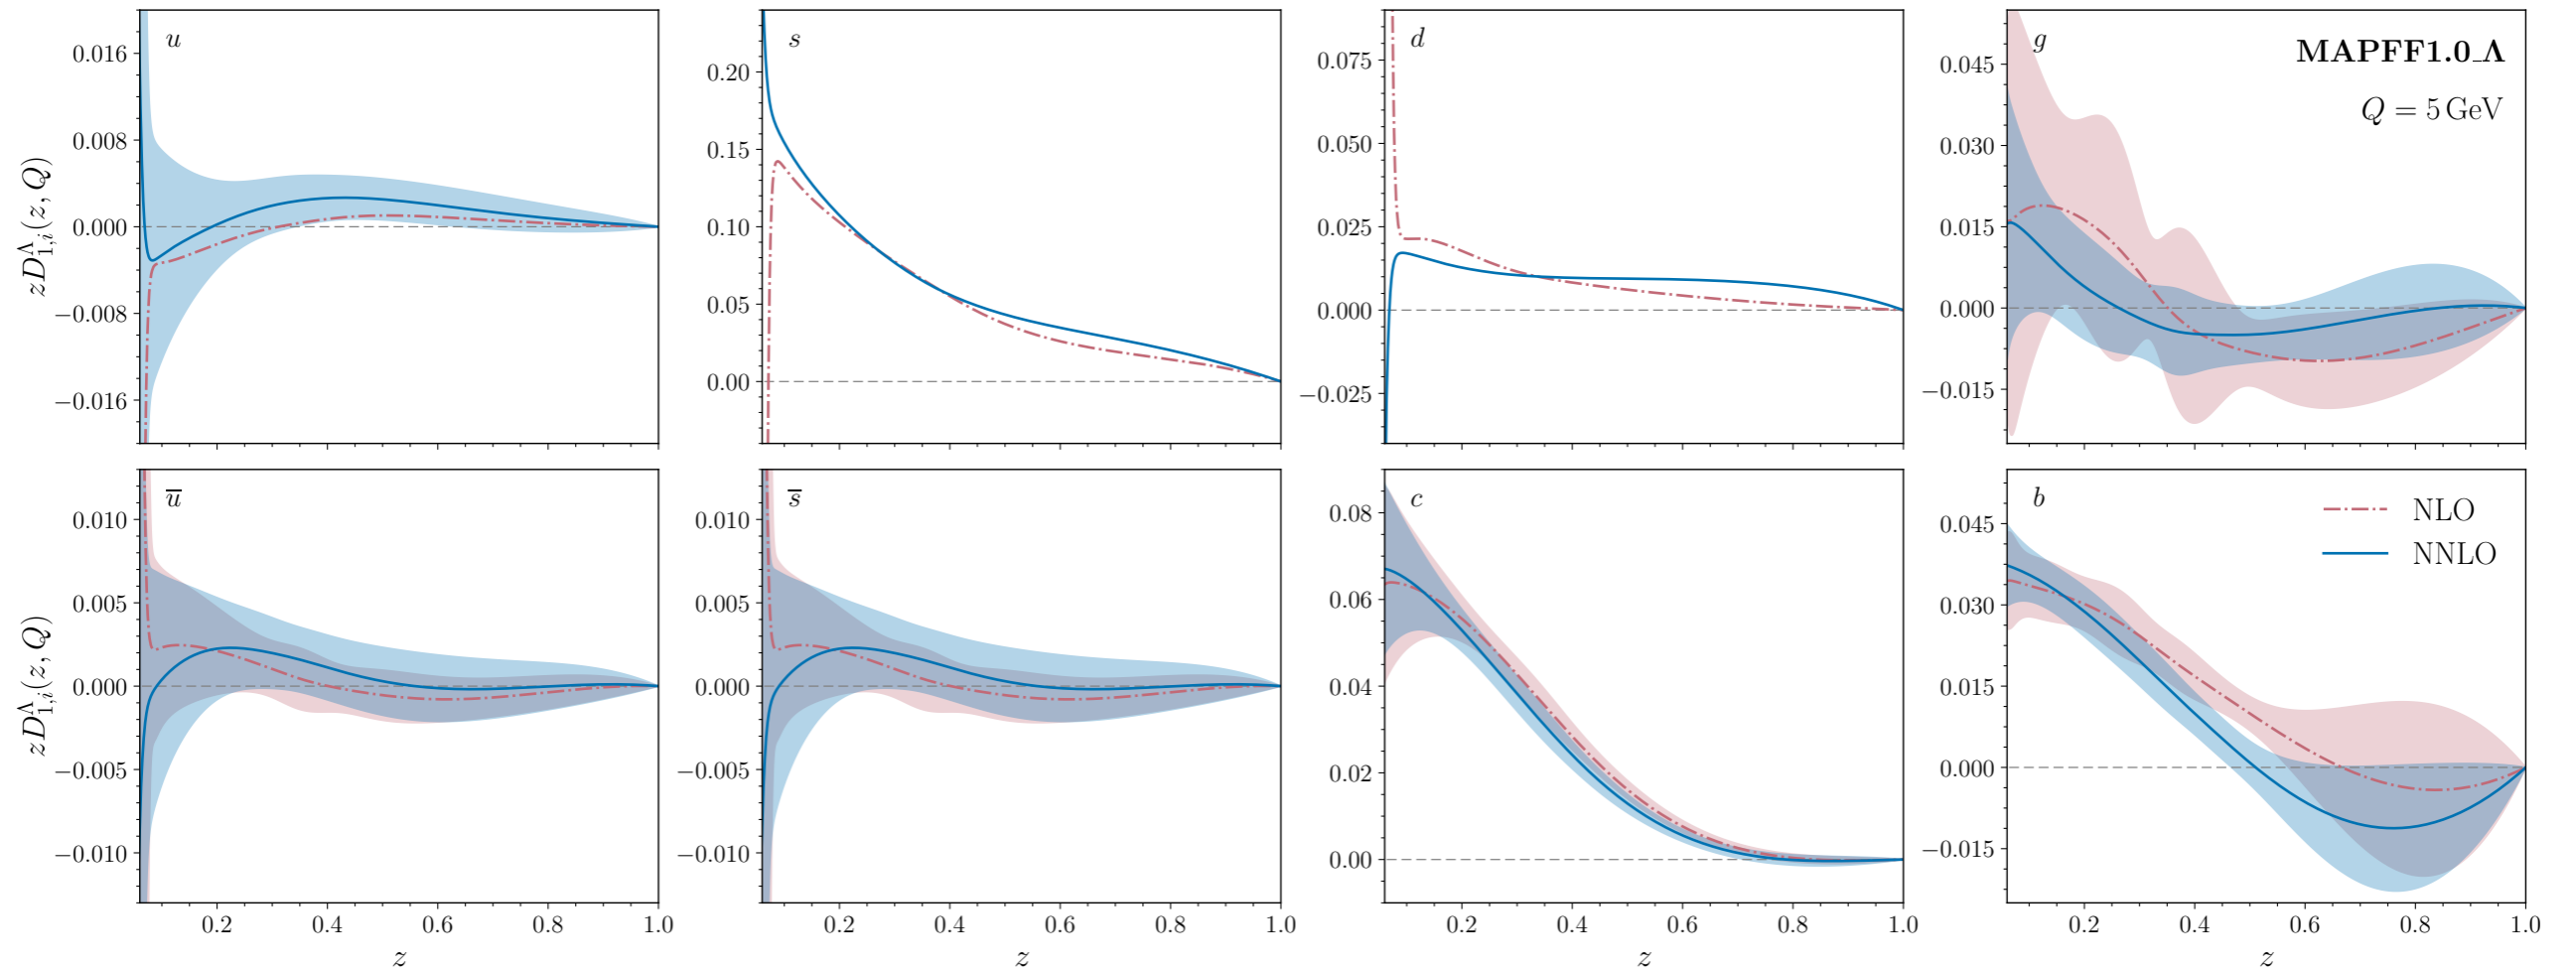 u
s
d
g
MAPFF1.0_Λ
Q = 5 GeV
zD^Λ_{1,i}(z, Q)
0.016
0.008
0.000
−0.008
−0.016
0.20
0.15
0.10
0.05
0.00
0.075
0.050
0.025
0.000
−0.025
0.045
0.030
0.015
0.000
−0.015
u̅
s̅
c
b
NLO
NNLO
zD^Λ_{1,i}(z, Q)
0.010
0.005
0.000
−0.005
−0.010
0.010
0.005
0.000
−0.005
−0.010
0.08
0.06
0.04
0.02
0.00
0.045
0.030
0.015
0.000
−0.015
0.2 0.4 0.6 0.8 1.0
0.2 0.4 0.6 0.8 1.0
0.2 0.4 0.6 0.8 1.0
0.2 0.4 0.6 0.8 1.0
z
z
z
z